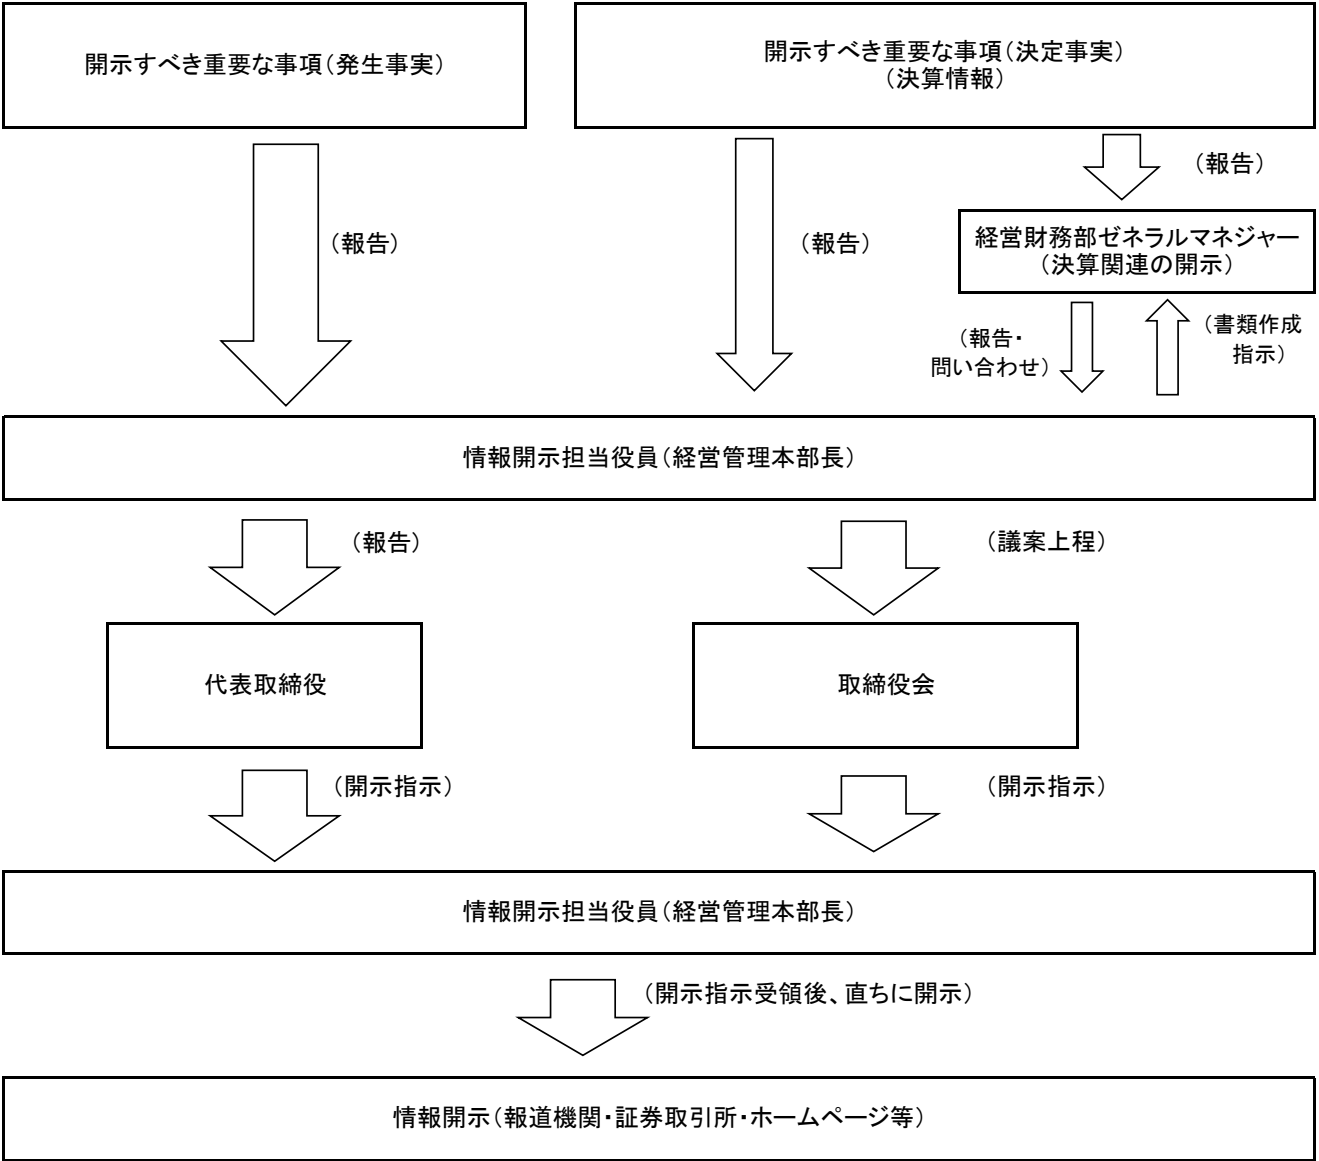 開示すべき重要な事項（発生事実）
開示すべき重要な事項（決定事実）
（決算情報）
（報告）
（報告）
（報告）
経営財務部ゼネラルマネジャー
（決算関連の開示）
（報告・
問い合わせ）
（書類作成
指示）
情報開示担当役員（経営管理本部長）
（報告）
（議案上程）
代表取締役
取締役会
（開示指示）
（開示指示）
情報開示担当役員（経営管理本部長）
（開示指示受領後、直ちに開示）
情報開示（報道機関・証券取引所・ホームページ等）